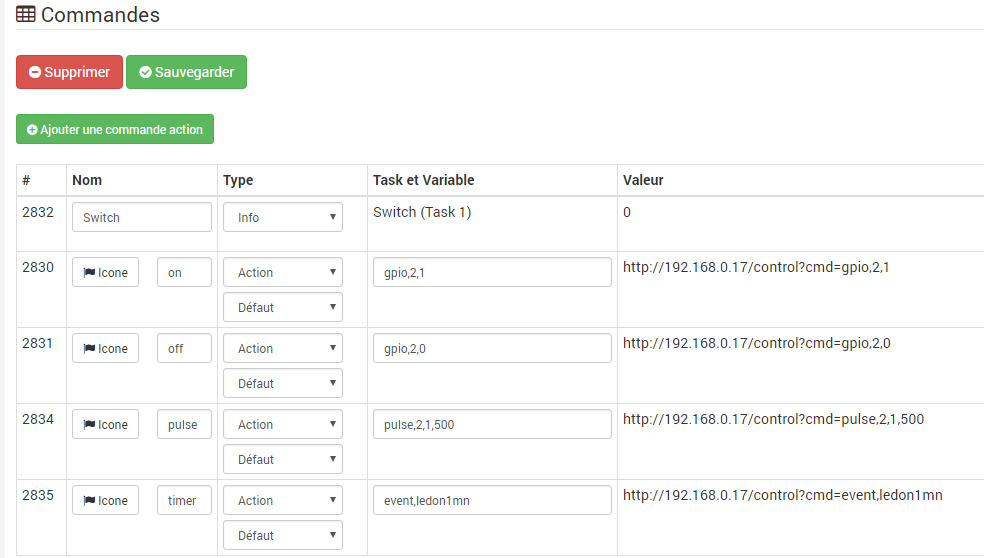 Commandes
Supprimer Sauvegarder
Ajouter une commande action
# Nom Type Task et Variable Valeur
2832 Switch Info Switch (Task 1) 0
2830 Icone on Action gpio,2,1 http://192.168.0.17/control?cmd=gpio,2,1
Défaut
2831 Icone off Action gpio,2,0 http://192.168.0.17/control?cmd=gpio,2,0
Défaut
2834 Icone pulse Action pulse,2,1,500 http://192.168.0.17/control?cmd=pulse,2,1,500
Défaut
2835 Icone timer Action event,ledon1mn http://192.168.0.17/control?cmd=event,ledon1mn
Défaut